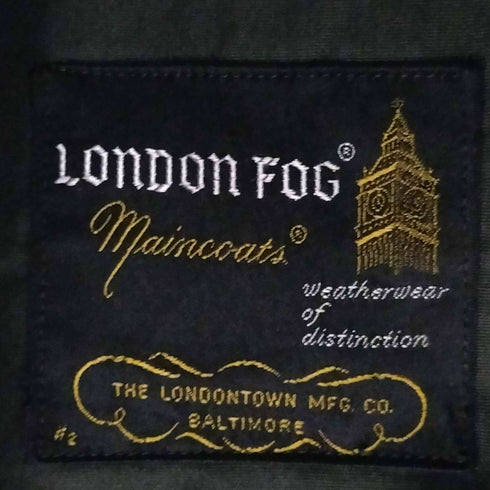 LONDON FOG®
Maincoats®
weatherwear
of
distinction
THE LONDONTOWN MFG. CO.
BALTIMORE
#2